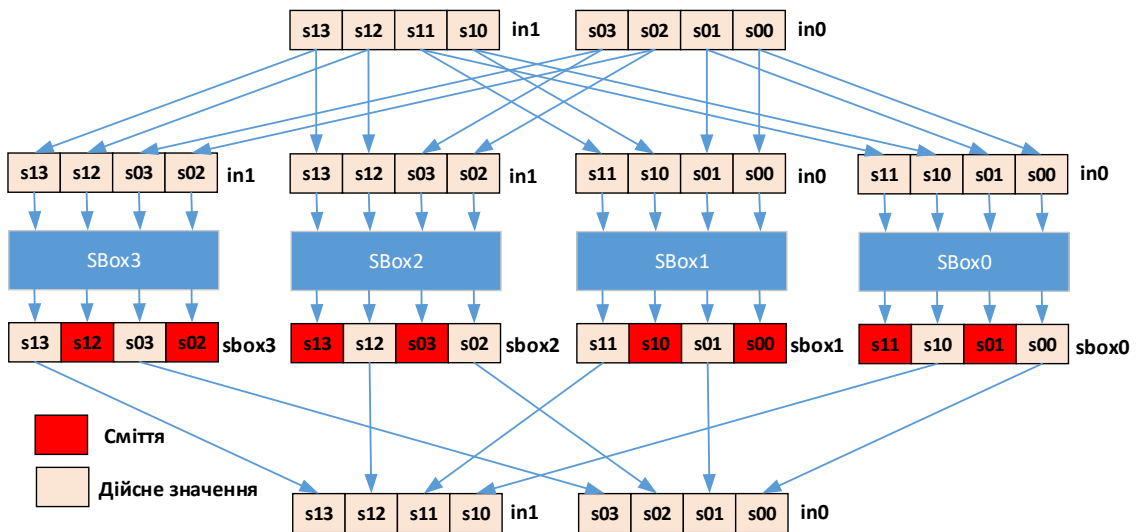 s13 s12 s11 s10 in1 s03 s02 s01 s00 in0
s13 s12 s03 s02 in1 s13 s12 s03 s02 in1 s11 s10 s01 s00 in0 s11 s10 s01 s00 in0
SBox3 SBox2 SBox1 SBox0
s13 s12 s03 s02 sbox3 s13 s12 s03 s02 sbox2 s11 s10 s01 s00 sbox1 s11 s10 s01 s00 sbox0
Сміття
Дійсне значення
s13 s12 s11 s10 in1 s03 s02 s01 s00 in0